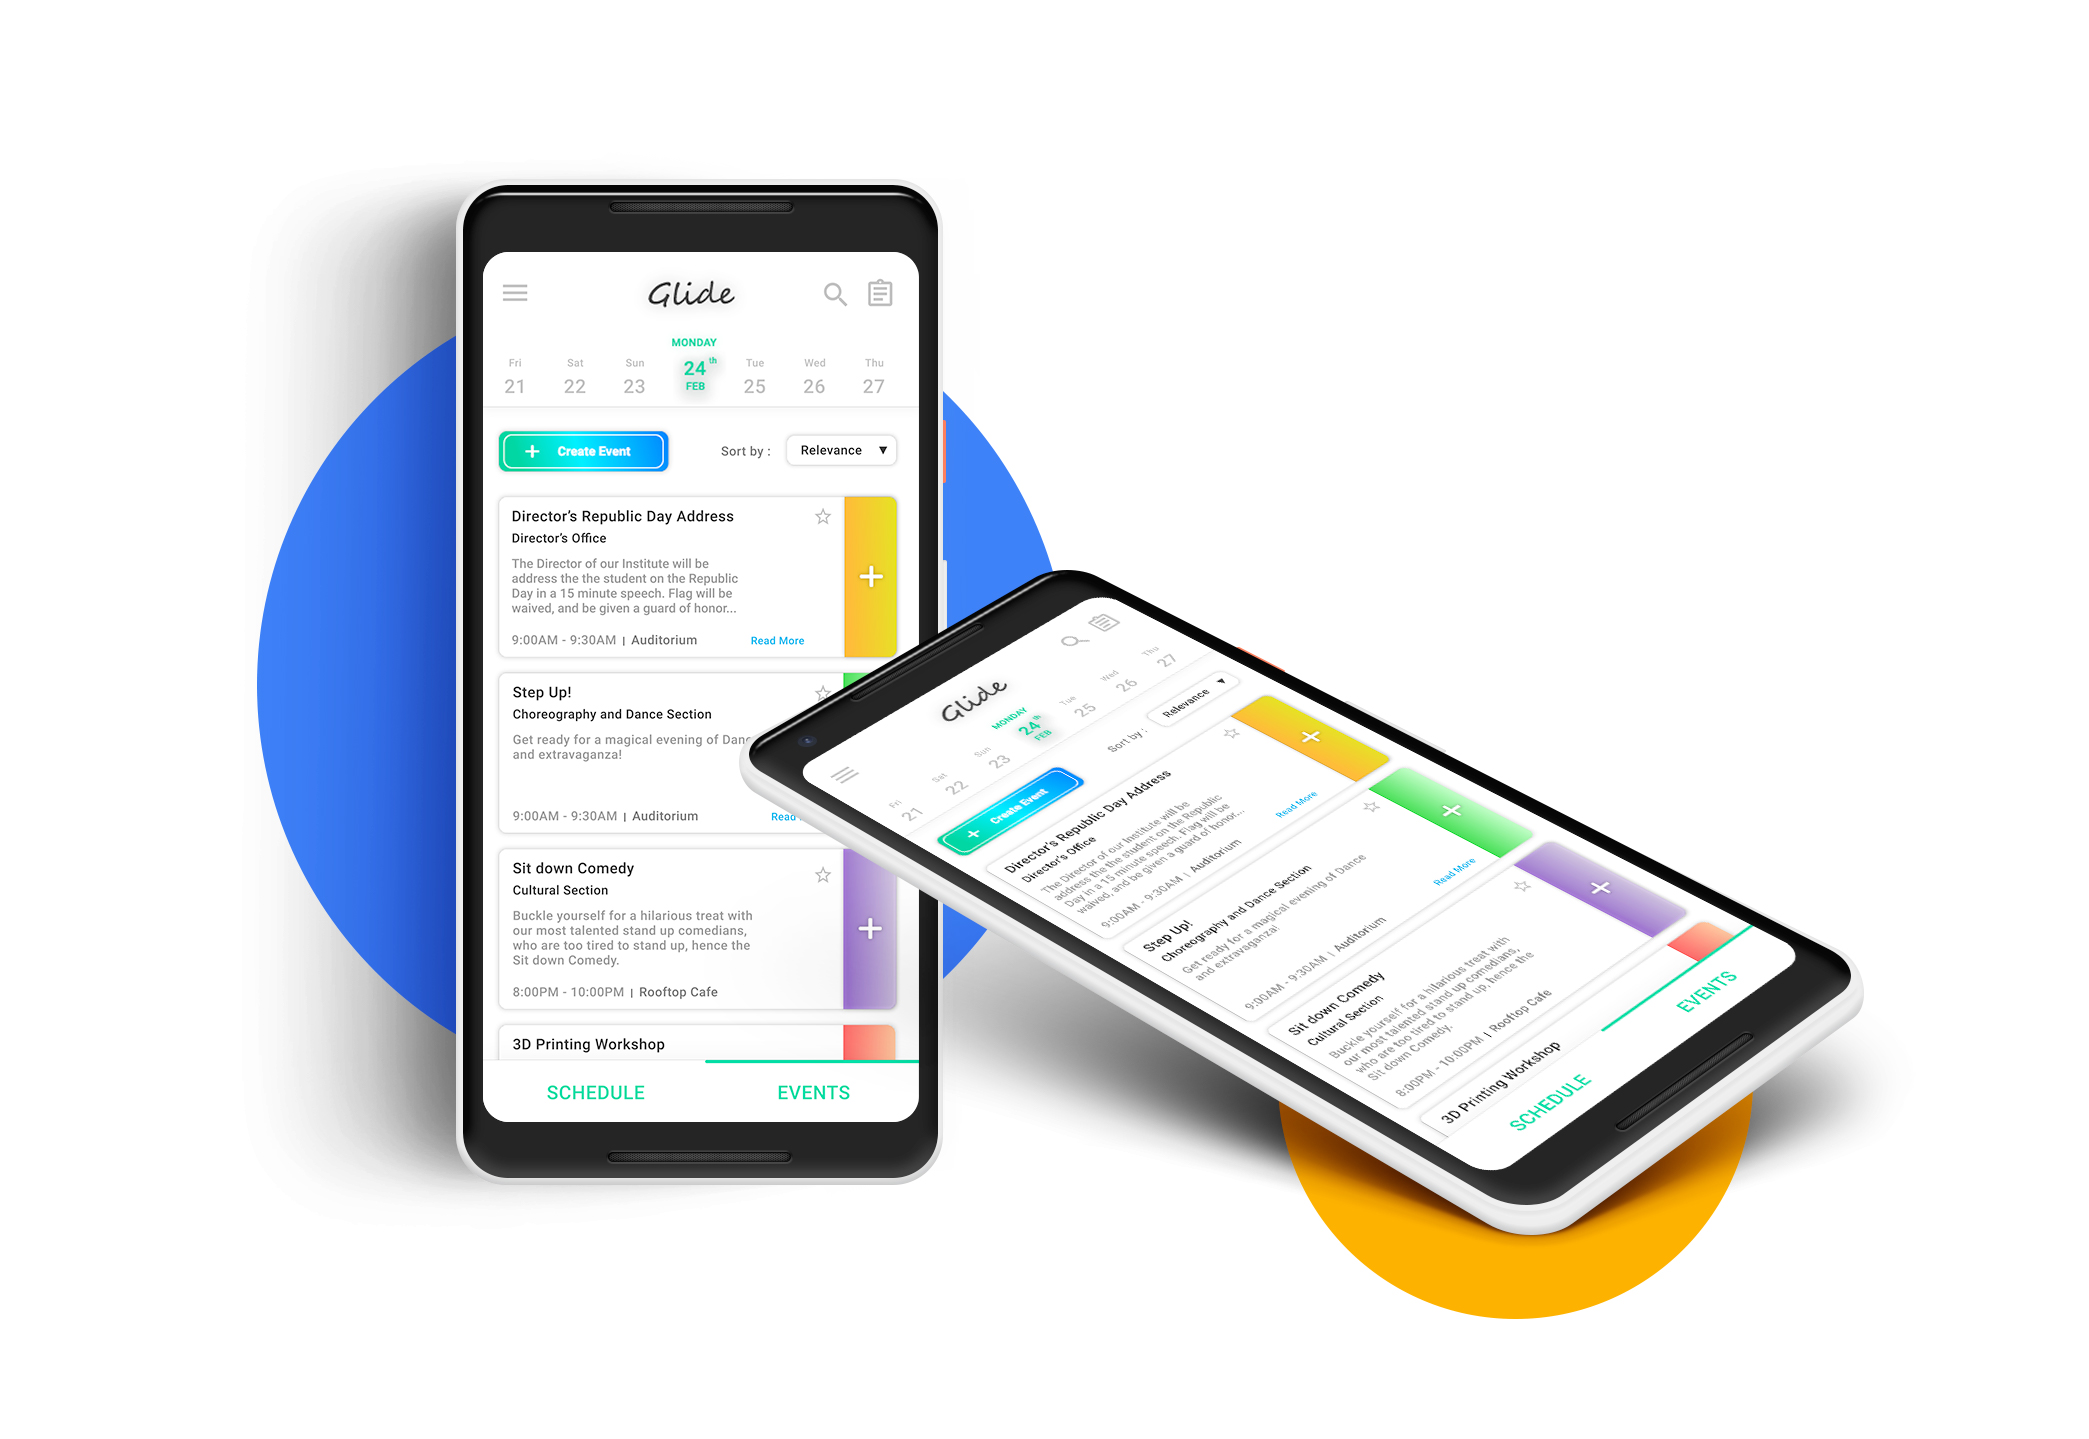 Glide
MONDAY
Fri Sat Sun 24th Tue Wed Thu
21 22 23 FEB 25 26 27
+ Create Event
Sort by : Relevance ▼
Director's Republic Day Address
Director's Office
The Director of our Institute will be
address the the student on the Republic
Day in a 15 minute speech. Flag will be
waived, and be given a guard of honor...
9:00AM - 9:30AM | Auditorium Read More
Step Up!
Choreography and Dance Section
Get ready for a magical evening of
and extravaganza!
9:00AM - 9:30AM | Auditorium Read
Sit down Comedy
Cultural Section
Buckle yourself for a hilarious treat with
our most talented stand up comedians,
who are too tired to stand up, hence the
Sit down Comedy.
8:00PM - 10:00PM | Rooftop Cafe
3D Printing Workshop
SCHEDULE EVENTS
Glide
MONDAY
Fri Sat Sun 24th Tue Wed Thu
21 22 23 FEB 25 26 27
+ Create Event
Sort by : Relevance ▼
Director's Republic Day Address
Director's Office
The Director of our Institute will be
address the the student on the Republic
Day in a 15 minute speech. Flag will be
waived, and be given a guard of honor...
9:00AM - 9:30AM | Auditorium Read More
Step Up!
Choreography and Dance Section
Get ready for a magical evening of Dance
and extravaganza!
9:00AM - 9:30AM | Auditorium Read More
Sit down Comedy
Cultural Section
Buckle yourself for a hilarious treat with
our most talented stand up comedians,
who are too tired to stand up, hence the
Sit down Comedy.
8:00PM - 10:00PM | Rooftop Cafe
3D Printing Workshop
SCHEDULE EVENTS